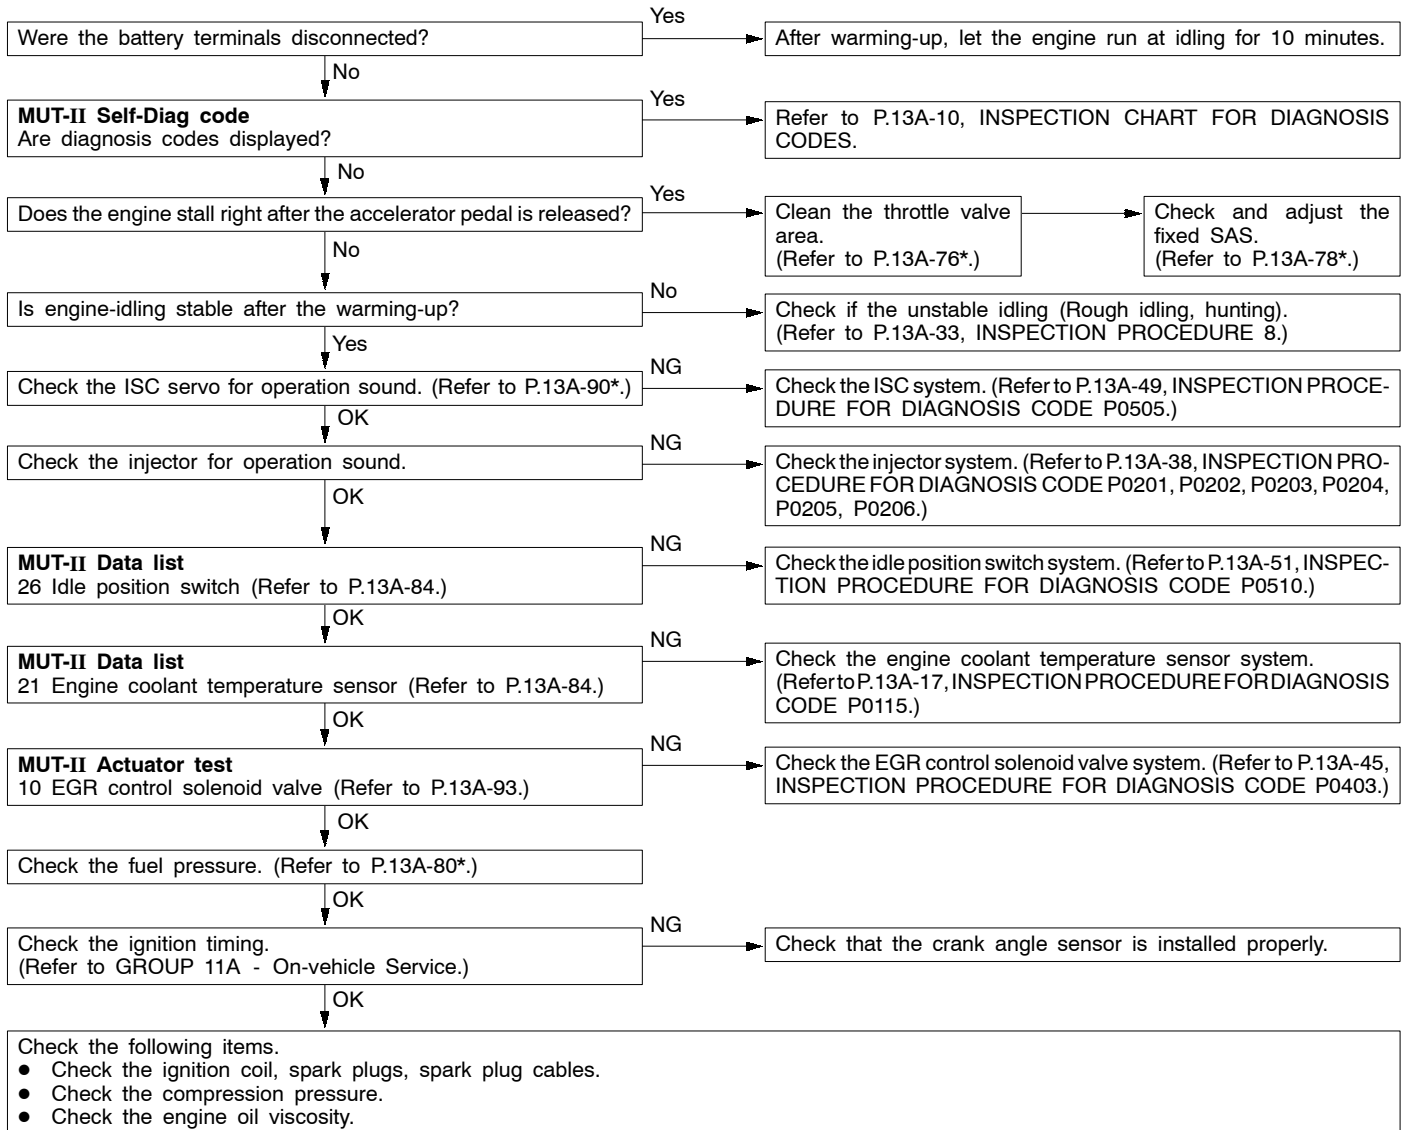 Were the battery terminals disconnected?
Yes
After warming-up, let the engine run at idling for 10 minutes.
No
MUT-II Self-Diag code
Are diagnosis codes displayed?
Yes
Refer to P.13A-10, INSPECTION CHART FOR DIAGNOSIS
CODES.
No
Does the engine stall right after the accelerator pedal is released?
Yes
Clean the throttle valve
area.
(Refer to P.13A-76*.)
Check and adjust the
fixed SAS.
(Refer to P.13A-78*.)
No
Is engine-idling stable after the warming-up?
No
Check if the unstable idling (Rough idling, hunting).
(Refer to P.13A-33, INSPECTION PROCEDURE 8.)
Yes
Check the ISC servo for operation sound. (Refer to P.13A-90*.)
NG
Check the ISC system. (Refer to P.13A-49, INSPECTION PROCE-
DURE FOR DIAGNOSIS CODE P0505.)
OK
Check the injector for operation sound.
NG
Check the injector system. (Refer to P.13A-38, INSPECTION PRO-
CEDURE FOR DIAGNOSIS CODE P0201, P0202, P0203, P0204,
P0205, P0206.)
OK
MUT-II Data list
26 Idle position switch (Refer to P.13A-84.)
NG
Check the idle position switch system. (Refer to P.13A-51, INSPEC-
TION PROCEDURE FOR DIAGNOSIS CODE P0510.)
OK
MUT-II Data list
21 Engine coolant temperature sensor (Refer to P.13A-84.)
NG
Check the engine coolant temperature sensor system.
(Refer to P.13A-17, INSPECTION PROCEDURE FOR DIAGNOSIS
CODE P0115.)
OK
MUT-II Actuator test
10 EGR control solenoid valve (Refer to P.13A-93.)
NG
Check the EGR control solenoid valve system. (Refer to P.13A-45,
INSPECTION PROCEDURE FOR DIAGNOSIS CODE P0403.)
OK
Check the fuel pressure. (Refer to P.13A-80*.)
OK
Check the ignition timing.
(Refer to GROUP 11A - On-vehicle Service.)
NG
Check that the crank angle sensor is installed properly.
OK
Check the following items.
● Check the ignition coil, spark plugs, spark plug cables.
● Check the compression pressure.
● Check the engine oil viscosity.